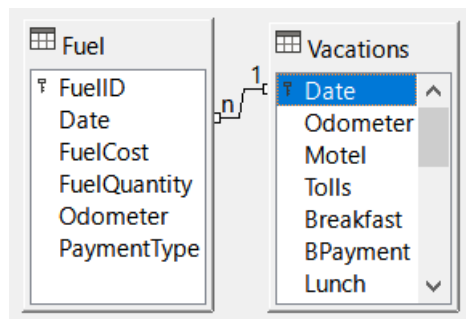 Fuel
FuelID
Date
FuelCost
FuelQuantity
Odometer
PaymentType
n
1
Vacations
Date
Odometer
Motel
Tolls
Breakfast
BPayment
Lunch